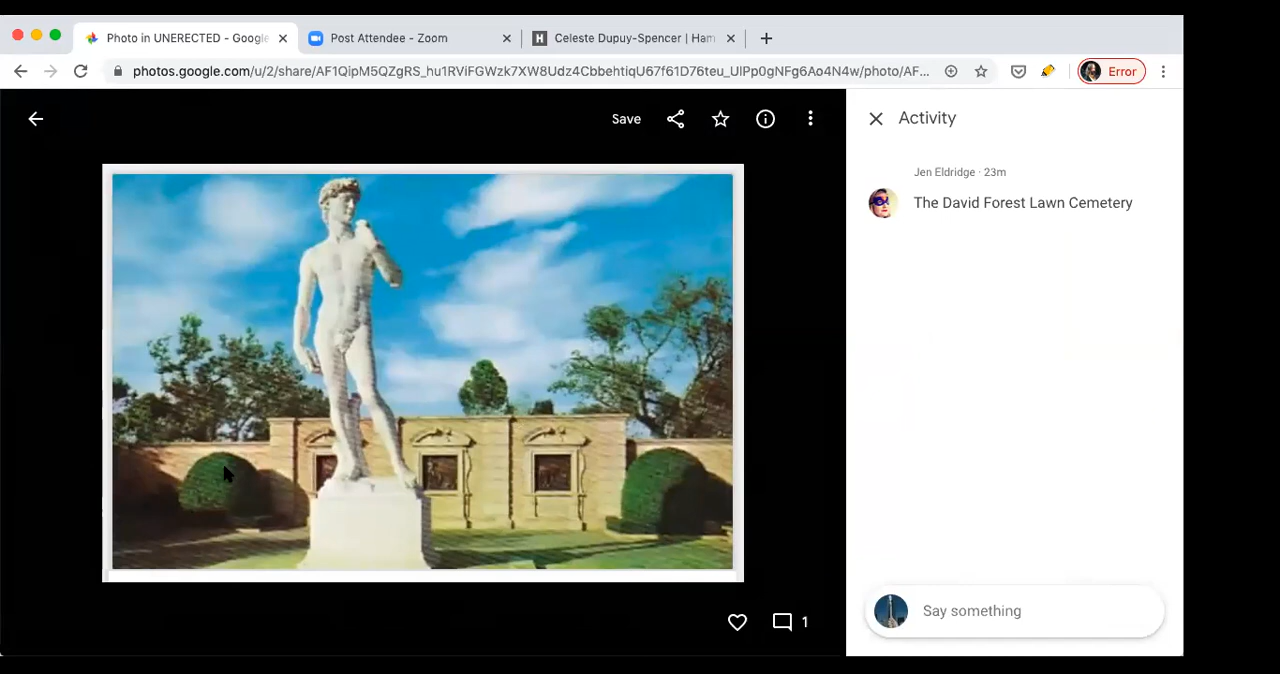 Photo in UNERECTED - Google
Post Attendee - Zoom
Celeste Dupuy-Spencer | Ham
photos.google.com/u/2/share/AF1QipM5QZgRS_hu1RViFGWzk7XW8Udz4CbbehtiqU67f61D76teu_UlPp0gNFg6Ao4N4w/photo/AF...
Error
Save
Activity
Jen Eldridge · 23m
The David Forest Lawn Cemetery
Say something
1